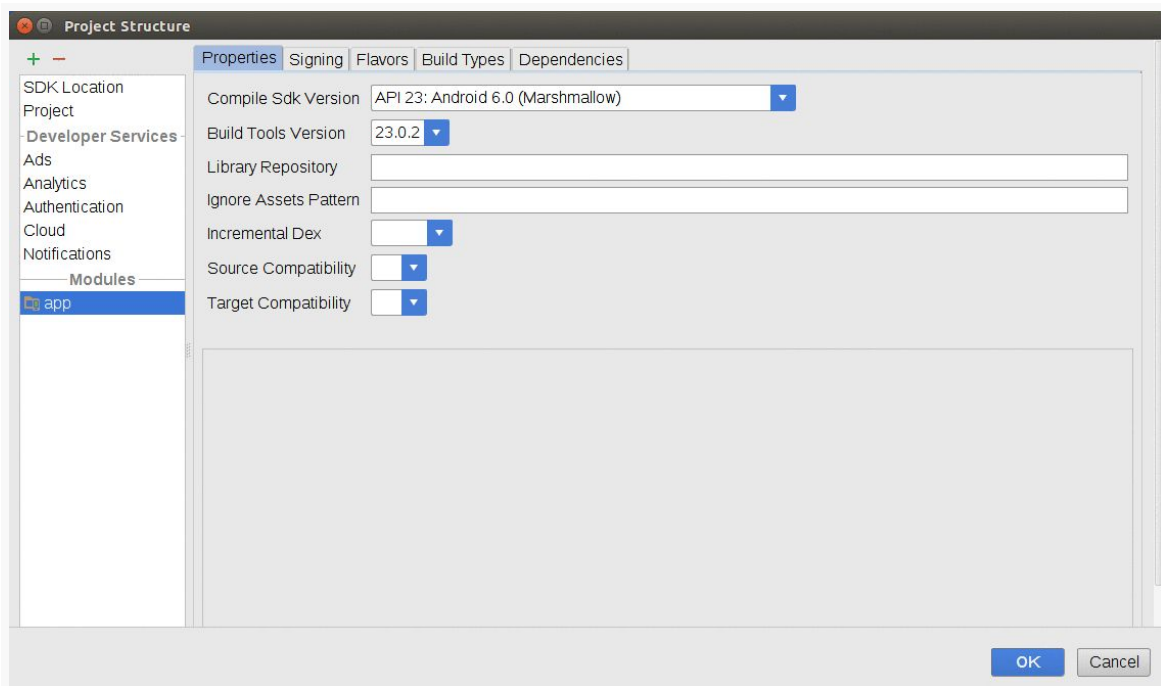 Project Structure
SDK Location
Project
Developer Services
Ads
Analytics
Authentication
Cloud
Notifications
Modules
app
Properties Signing Flavors Build Types Dependencies
Compile Sdk Version API 23: Android 6.0 (Marshmallow)
Build Tools Version 23.0.2
Library Repository
Ignore Assets Pattern
Incremental Dex
Source Compatibility
Target Compatibility
OK Cancel